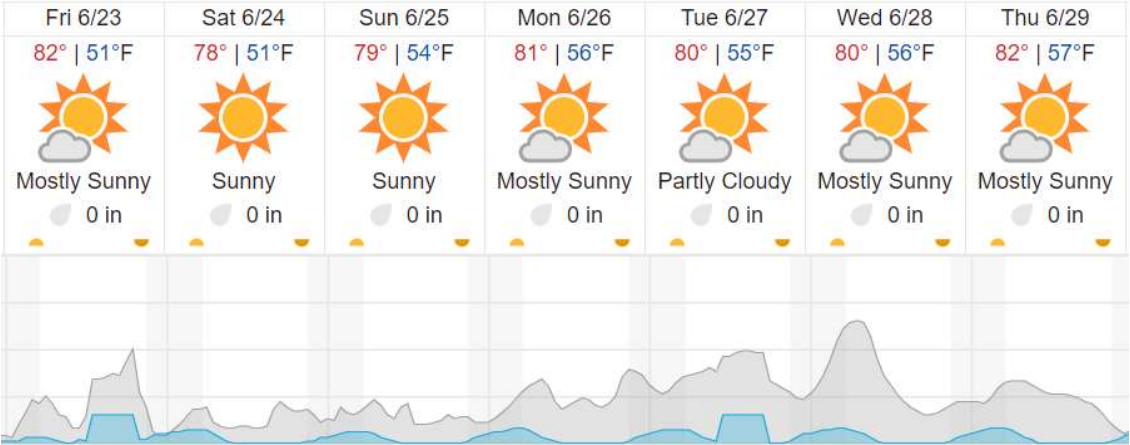 Fri 6/23 Sat 6/24 Sun 6/25 Mon 6/26 Tue 6/27 Wed 6/28 Thu 6/29
82° | 51°F 78° | 51°F 79° | 54°F 81° | 56°F 80° | 55°F 80° | 56°F 82° | 57°F
Mostly Sunny Sunny Sunny Mostly Sunny Partly Cloudy Mostly Sunny Mostly Sunny
0 in 0 in 0 in 0 in 0 in 0 in 0 in